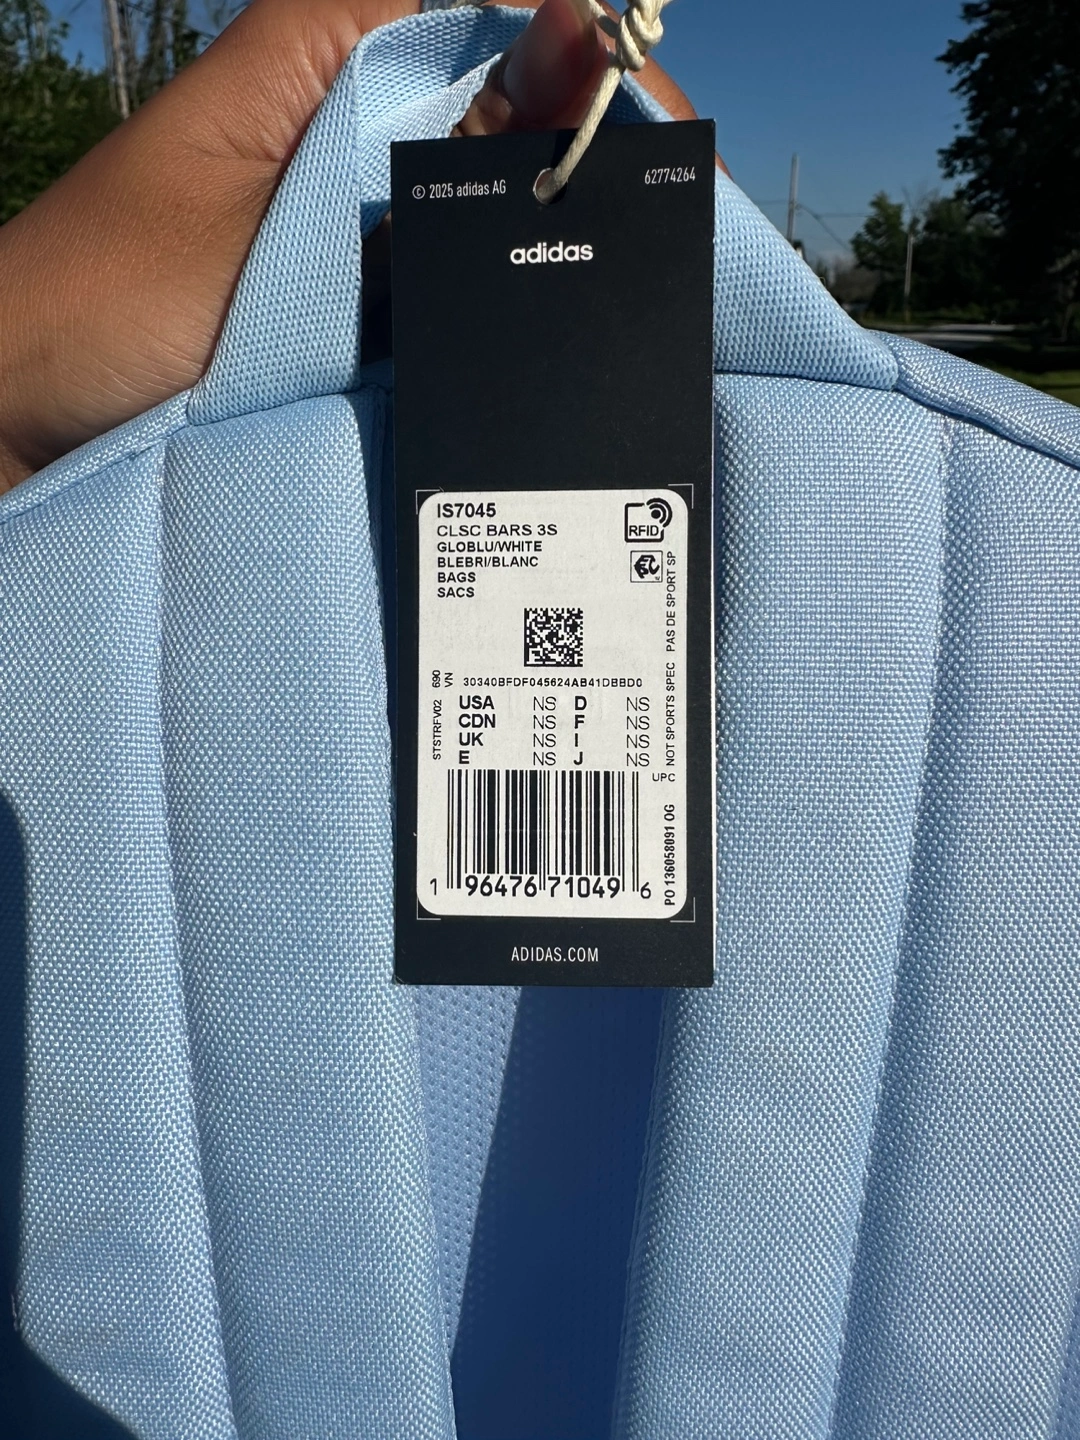 © 2025 adidas AG
62774264
adidas
IS7045
CLSC BARS 3S
GLOBLU/WHITE
BLEBRI/BLANC
BAGS
SACS
RFID
30340BFDF045624AB41DBBD0
STSTRFV02 690
VN
USA NS D NS
CDN NS F NS
UK NS I NS
E NS J NS
NOT SPORTS SPEC PAS DE SPORT SP
UPC
PO 136058091 OG
1 96476 71049 6
ADIDAS.COM